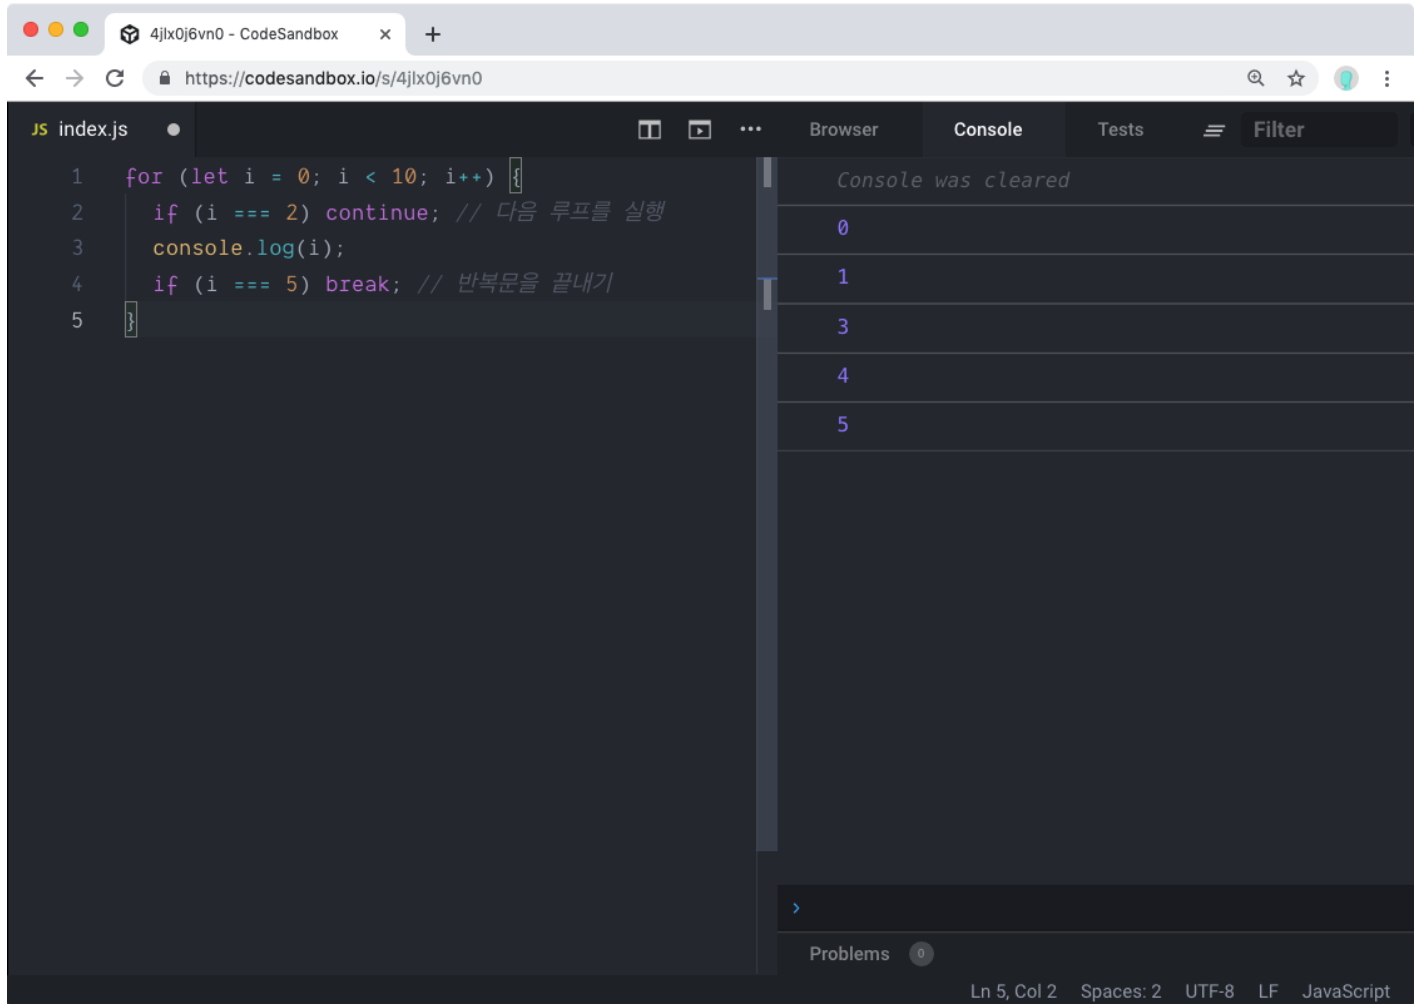 4jlx0j6vn0 - CodeSandbox
https://codesandbox.io/s/4jlx0j6vn0
JS index.js
Browser Console Tests Filter
1 for (let i = 0; i < 10; i++) {
2 if (i === 2) continue; // 다음 루프를 실행
3 console.log(i);
4 if (i === 5) break; // 반복문을 끝내기
5 }
Console was cleared
0
1
3
4
5
Problems 0
Ln 5, Col 2 Spaces: 2 UTF-8 LF JavaScript